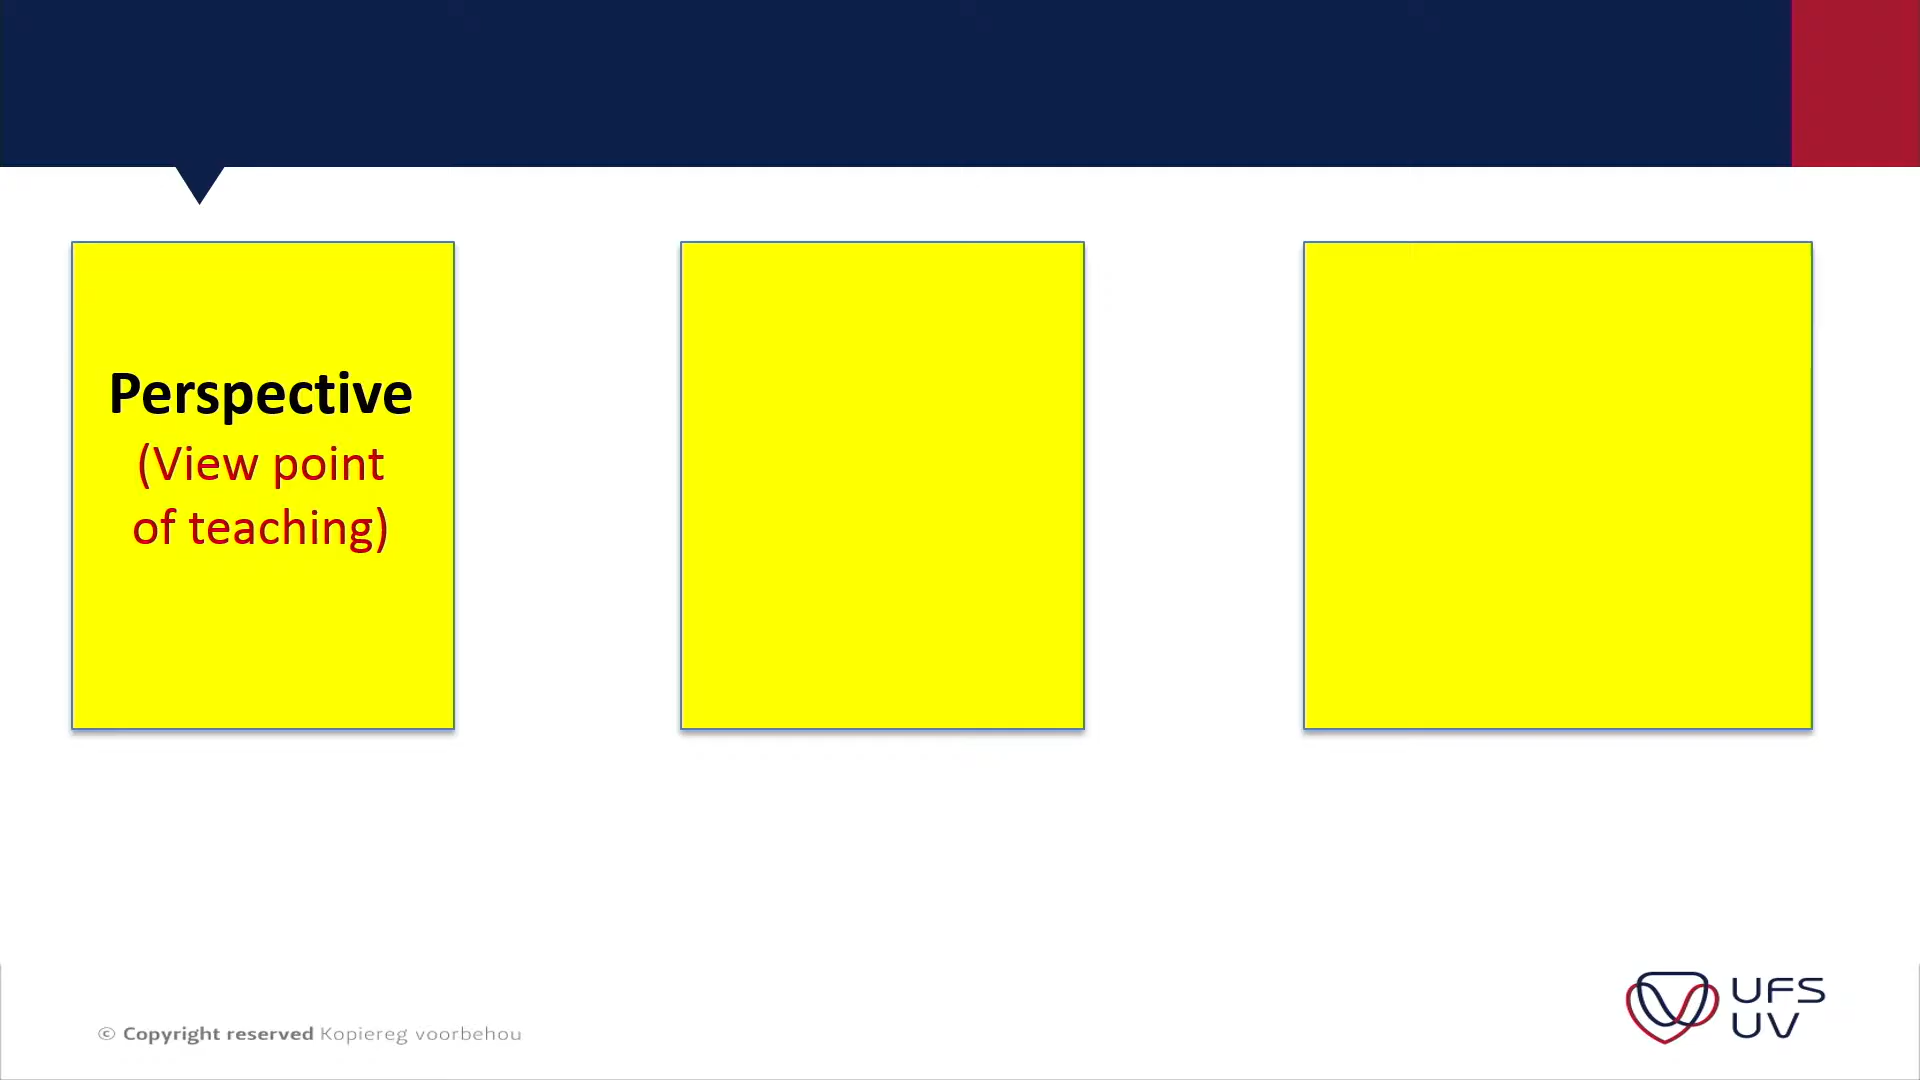 Perspective
(View point
of teaching)
© Copyright reserved Kopiereg voorbehou
UFS
UV